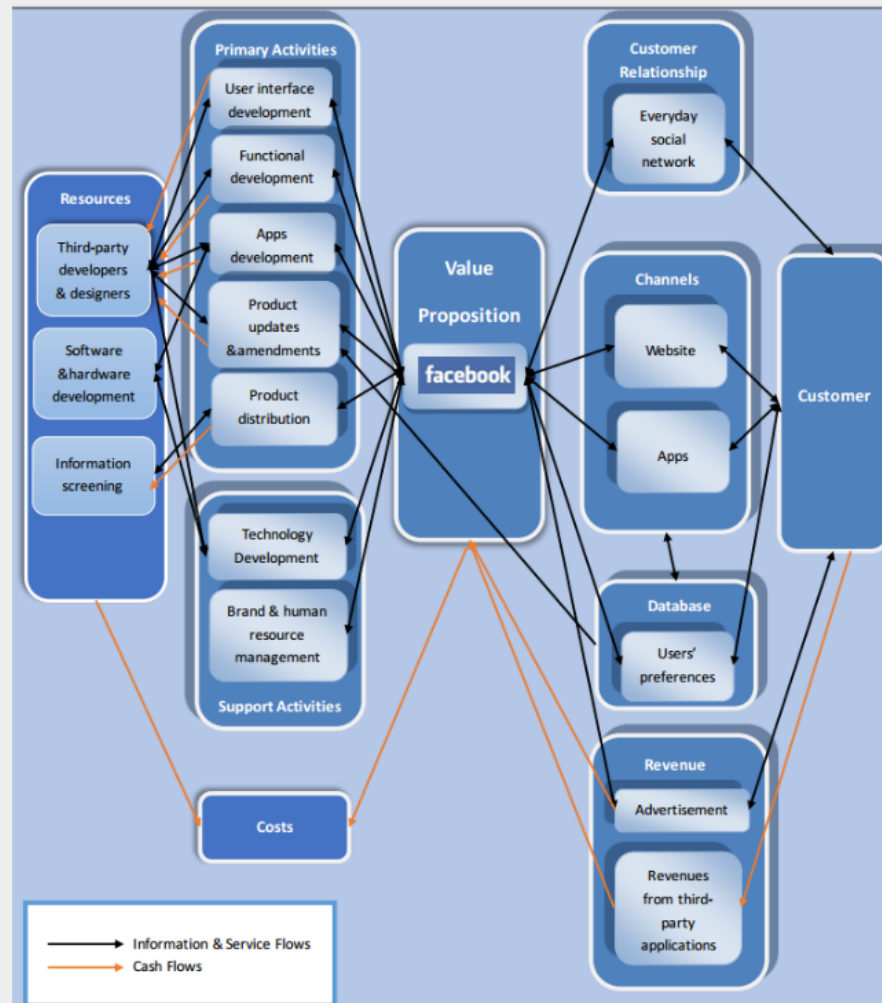 Primary Activities
User interface
development
Functional
development
Apps
development
Product
updates
&amendments
Product
distribution
Resources
Third-party
developers
& designers
Software
&hardware
development
Information
screening
Technology
Development
Brand & human
resource
management
Support Activities
Costs
Value
Proposition
facebook
Customer
Relationship
Everyday
social
network
Channels
Website
Apps
Customer
Database
Users'
preferences
Revenue
Advertisement
Revenues
from third-
party
applications
Information & Service Flows
Cash Flows